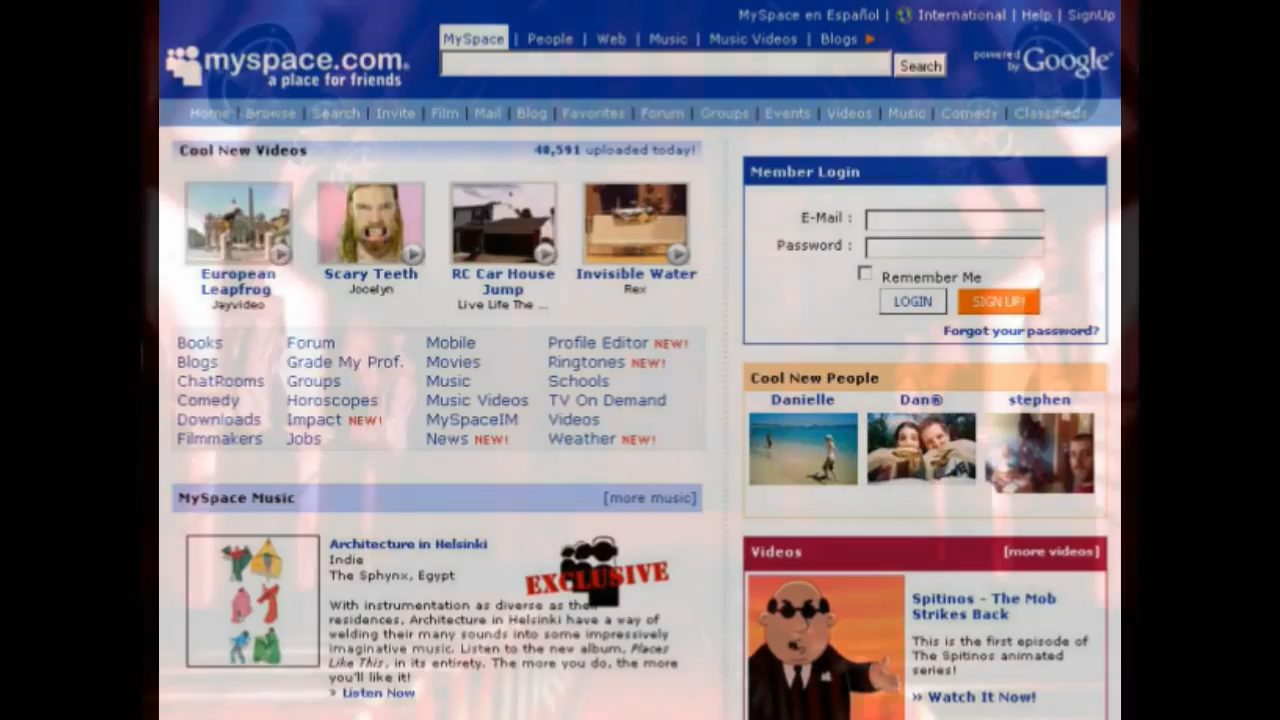 MySpace en Español | International | Help | SignUp
MySpace | People | Web | Music | Music Videos | Blogs
myspace.com®
a place for friends
Search
powered by Google™
Home | Browse | Search | Invite | Film | Mail | Blog | Favorites | Forum | Groups | Events | Videos | Music | Comedy | Classifieds
Cool New Videos
48,591 uploaded today!
European Leapfrog
Jayvideo
Scary Teeth
Jocelyn
RC Car House Jump
Live Life The ...
Invisible Water
Rex
Books
Blogs
ChatRooms
Comedy
Downloads
Filmmakers
Forum
Grade My Prof.
Groups
Horoscopes
Impact NEW!
Jobs
Mobile
Movies
Music
Music Videos
MySpaceIM
News NEW!
Profile Editor NEW!
Ringtones NEW!
Schools
TV On Demand
Videos
Weather NEW!
MySpace Music
[more music]
Architecture in Helsinki
Indie
The Sphynx, Egypt
EXCLUSIVE
With instrumentation as diverse as their
residences, Architecture in Helsinki have a way of
welding their many sounds into some impressively
imaginative music. Listen to the new album, Places
Like This, in its entirety. The more you do, the more
you'll like it!
» Listen Now
Member Login
E-Mail :
Password :
Remember Me
LOGIN
SIGN UP!
Forgot your password?
Cool New People
Danielle
Dan®
stephen
Videos
[more videos]
Spitinos - The Mob
Strikes Back
This is the first episode of
The Spitinos animated
series!
» Watch It Now!